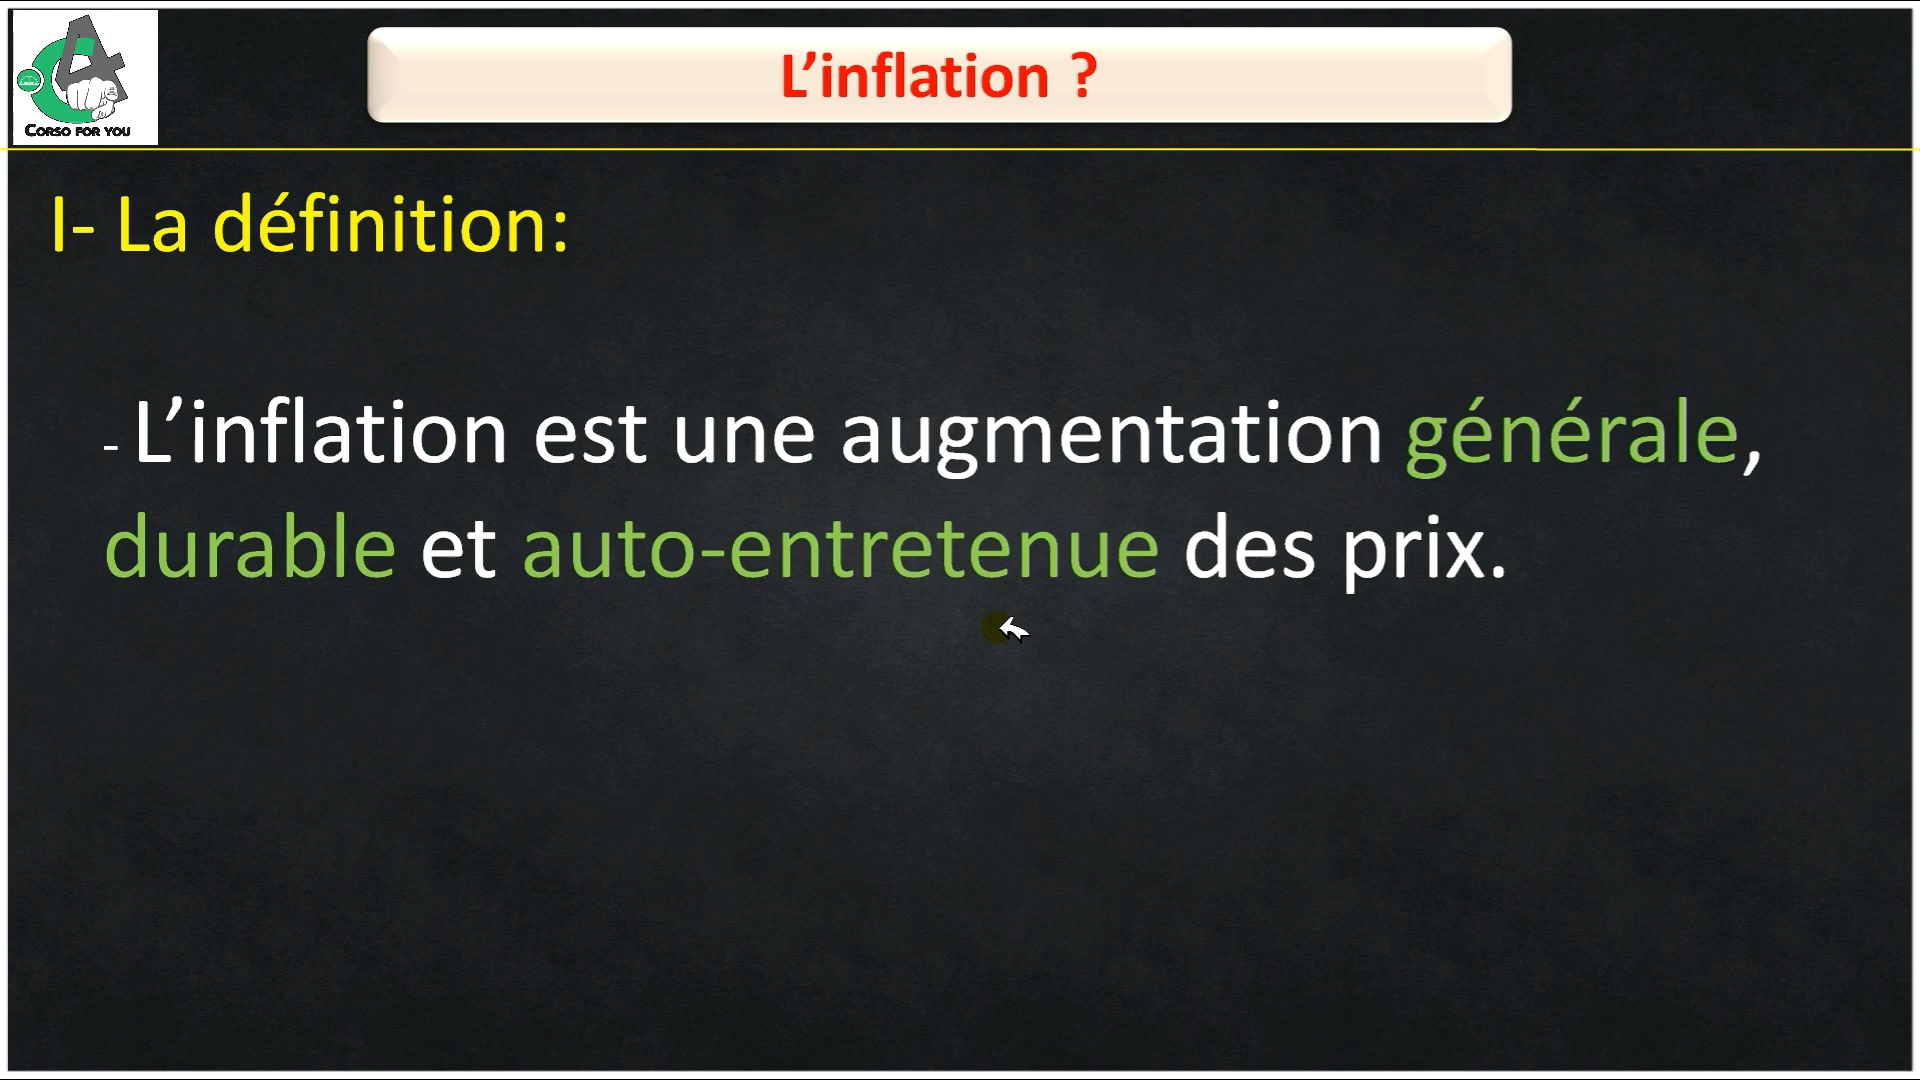 CORSO FOR YOU
L’inflation ?
I- La définition:
- L’inflation est une augmentation générale,
durable et auto-entretenue des prix.